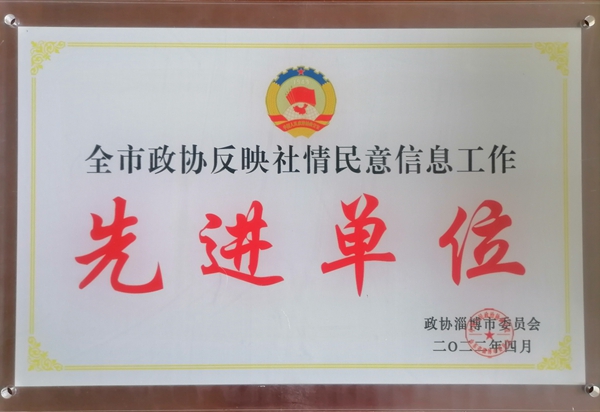 全市政协反映社情民意信息工作
先进单位
政协淄博市委员会
二〇二二年四月